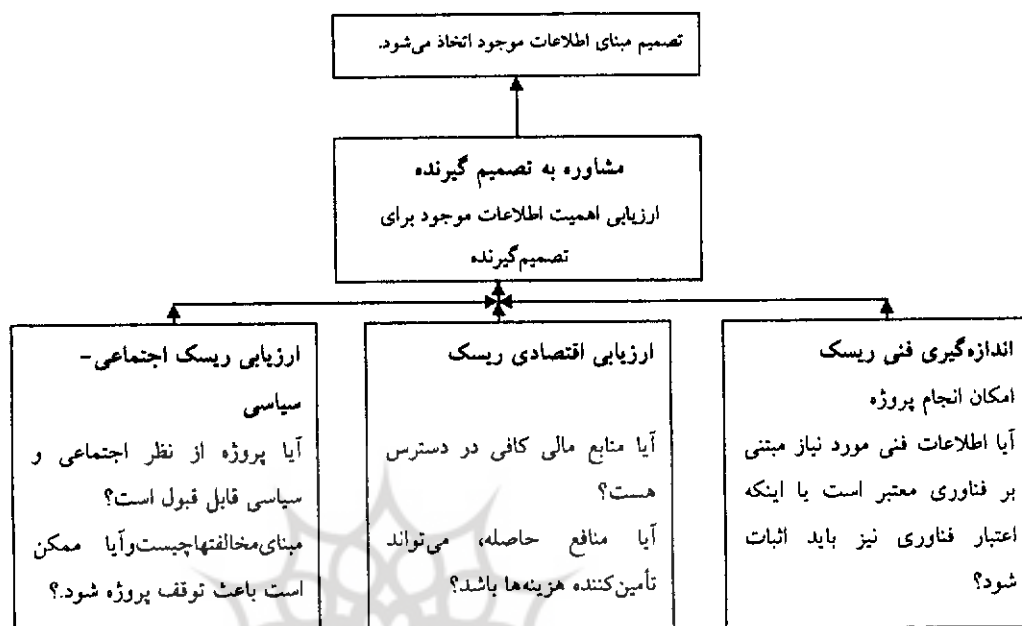 تصمیم مبنای اطلاعات موجود اتخاذ می‌شود.
مشاوره به تصمیم گیرنده
ارزیابی اهمیت اطلاعات موجود برای
تصمیم‌گیرنده
اندازه‌گیری فنی ریسک
امکان انجام پروژه
آیا اطلاعات فنی مورد نیاز مبتنی
بر فناوری معتبر است یا اینکه
اعتبار فناوری نیز باید اثبات
شود؟
ارزیابی اقتصادی ریسک
آیا منابع مالی کافی در دسترس
هست؟
آیا منافع حاصله، می‌تواند
تأمین‌کننده هزینه‌ها باشد؟
ارزیابی ریسک اجتماعی-
سیاسی
آیا پروژه از نظر اجتماعی و
سیاسی قابل قبول است؟
مبنای‌مخالفتهاچیست‌وآیا ممکن
است باعث توقف پروژه شود.؟